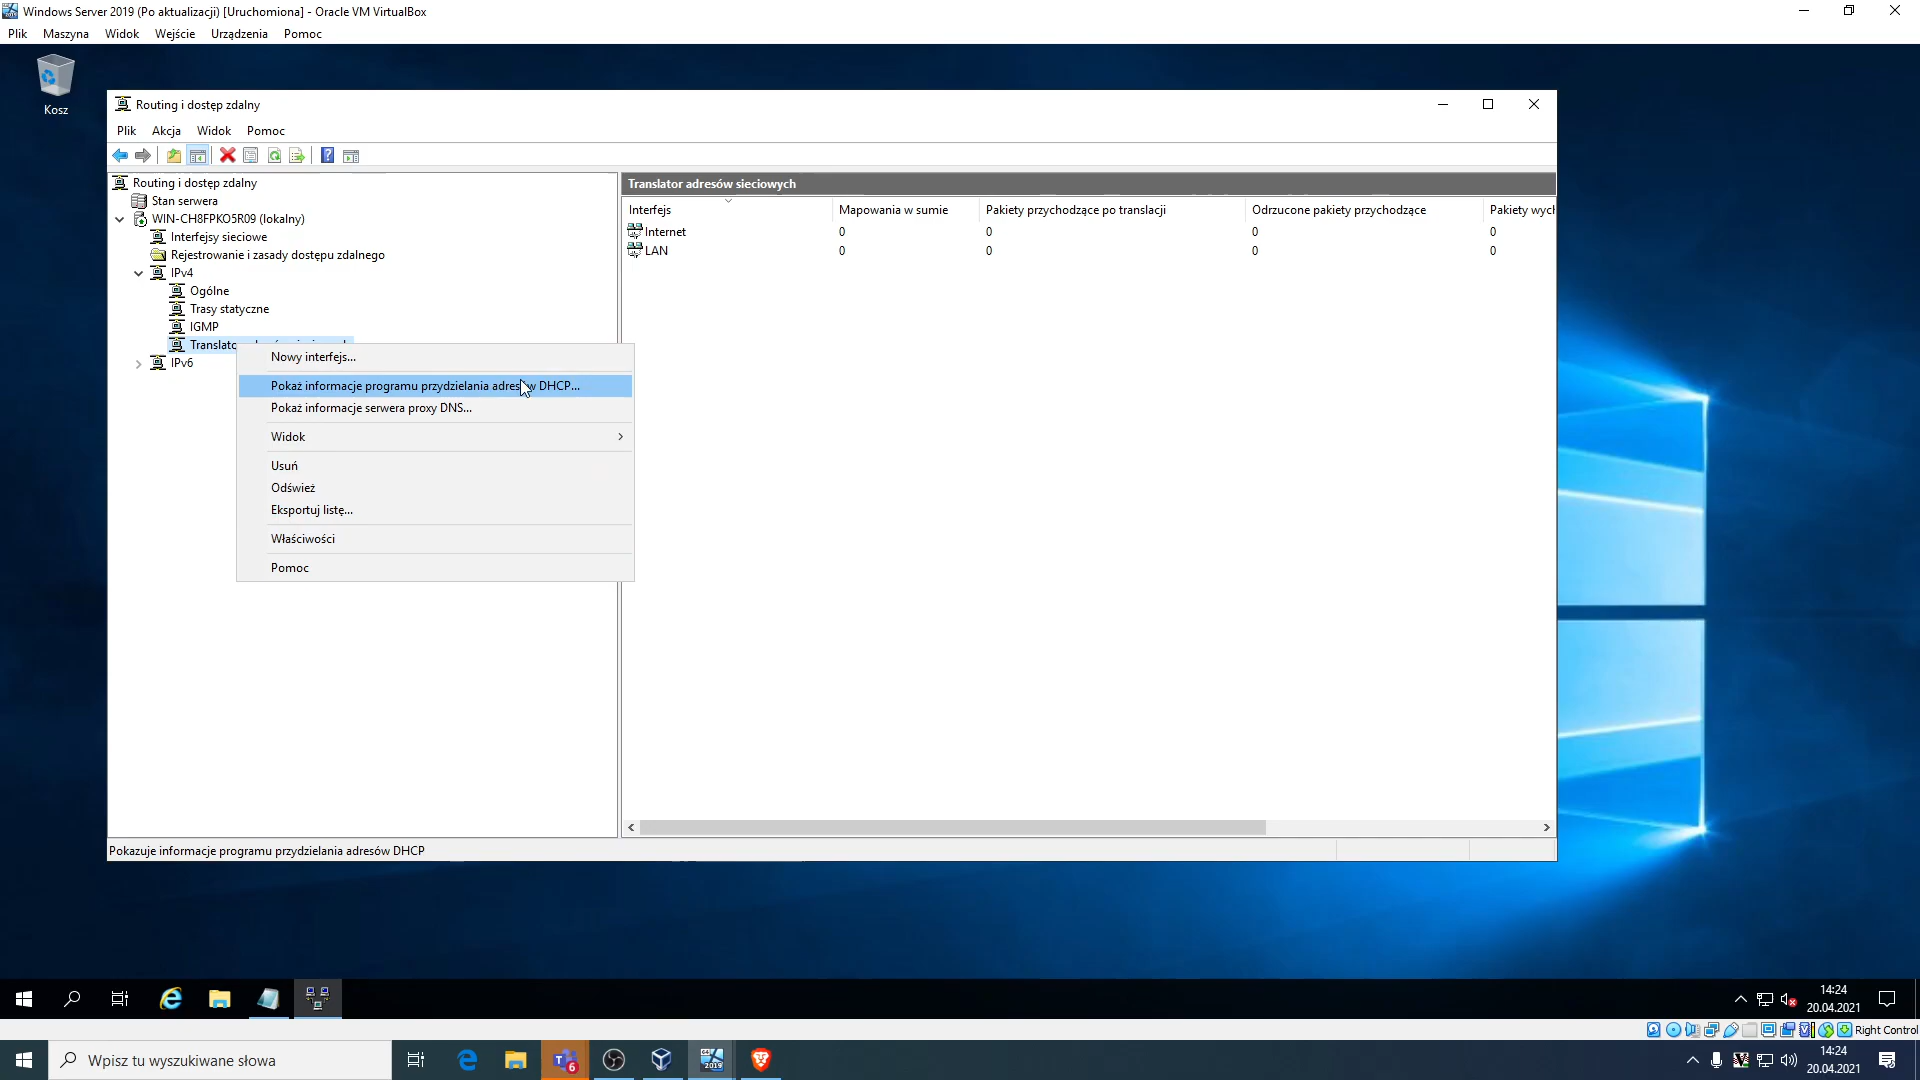 Windows Server 2019 (Po aktualizacji) [Uruchomiona] - Oracle VM VirtualBox
Plik Maszyna Widok Wejście Urządzenia Pomoc
Kosz
Routing i dostęp zdalny
Plik Akcja Widok Pomoc
Routing i dostęp zdalny
Stan serwera
WIN-CH8FPKO5R09 (lokalny)
Interfejsy sieciowe
Rejestrowanie i zasady dostępu zdalnego
IPv4
Ogólne
Trasy statyczne
IGMP
IPv6
Nowy interfejs...
Pokaż informacje programu przydzielania adresów DHCP...
Pokaż informacje serwera proxy DNS...
Widok
Usuń
Odśwież
Eksportuj listę...
Właściwości
Pomoc
Translator adresów sieciowych
Interfejs Mapowania w sumie Pakiety przychodzące po translacji Odrzucone pakiety przychodzące Pakiety
Internet 0 0 0 0
LAN 0 0 0 0
Pokazuje informacje programu przydzielania adresów DHCP
14:24
20.04.2021
Right Control
Wpisz tu wyszukiwane słowa
6
64
2019
14:24
20.04.2021